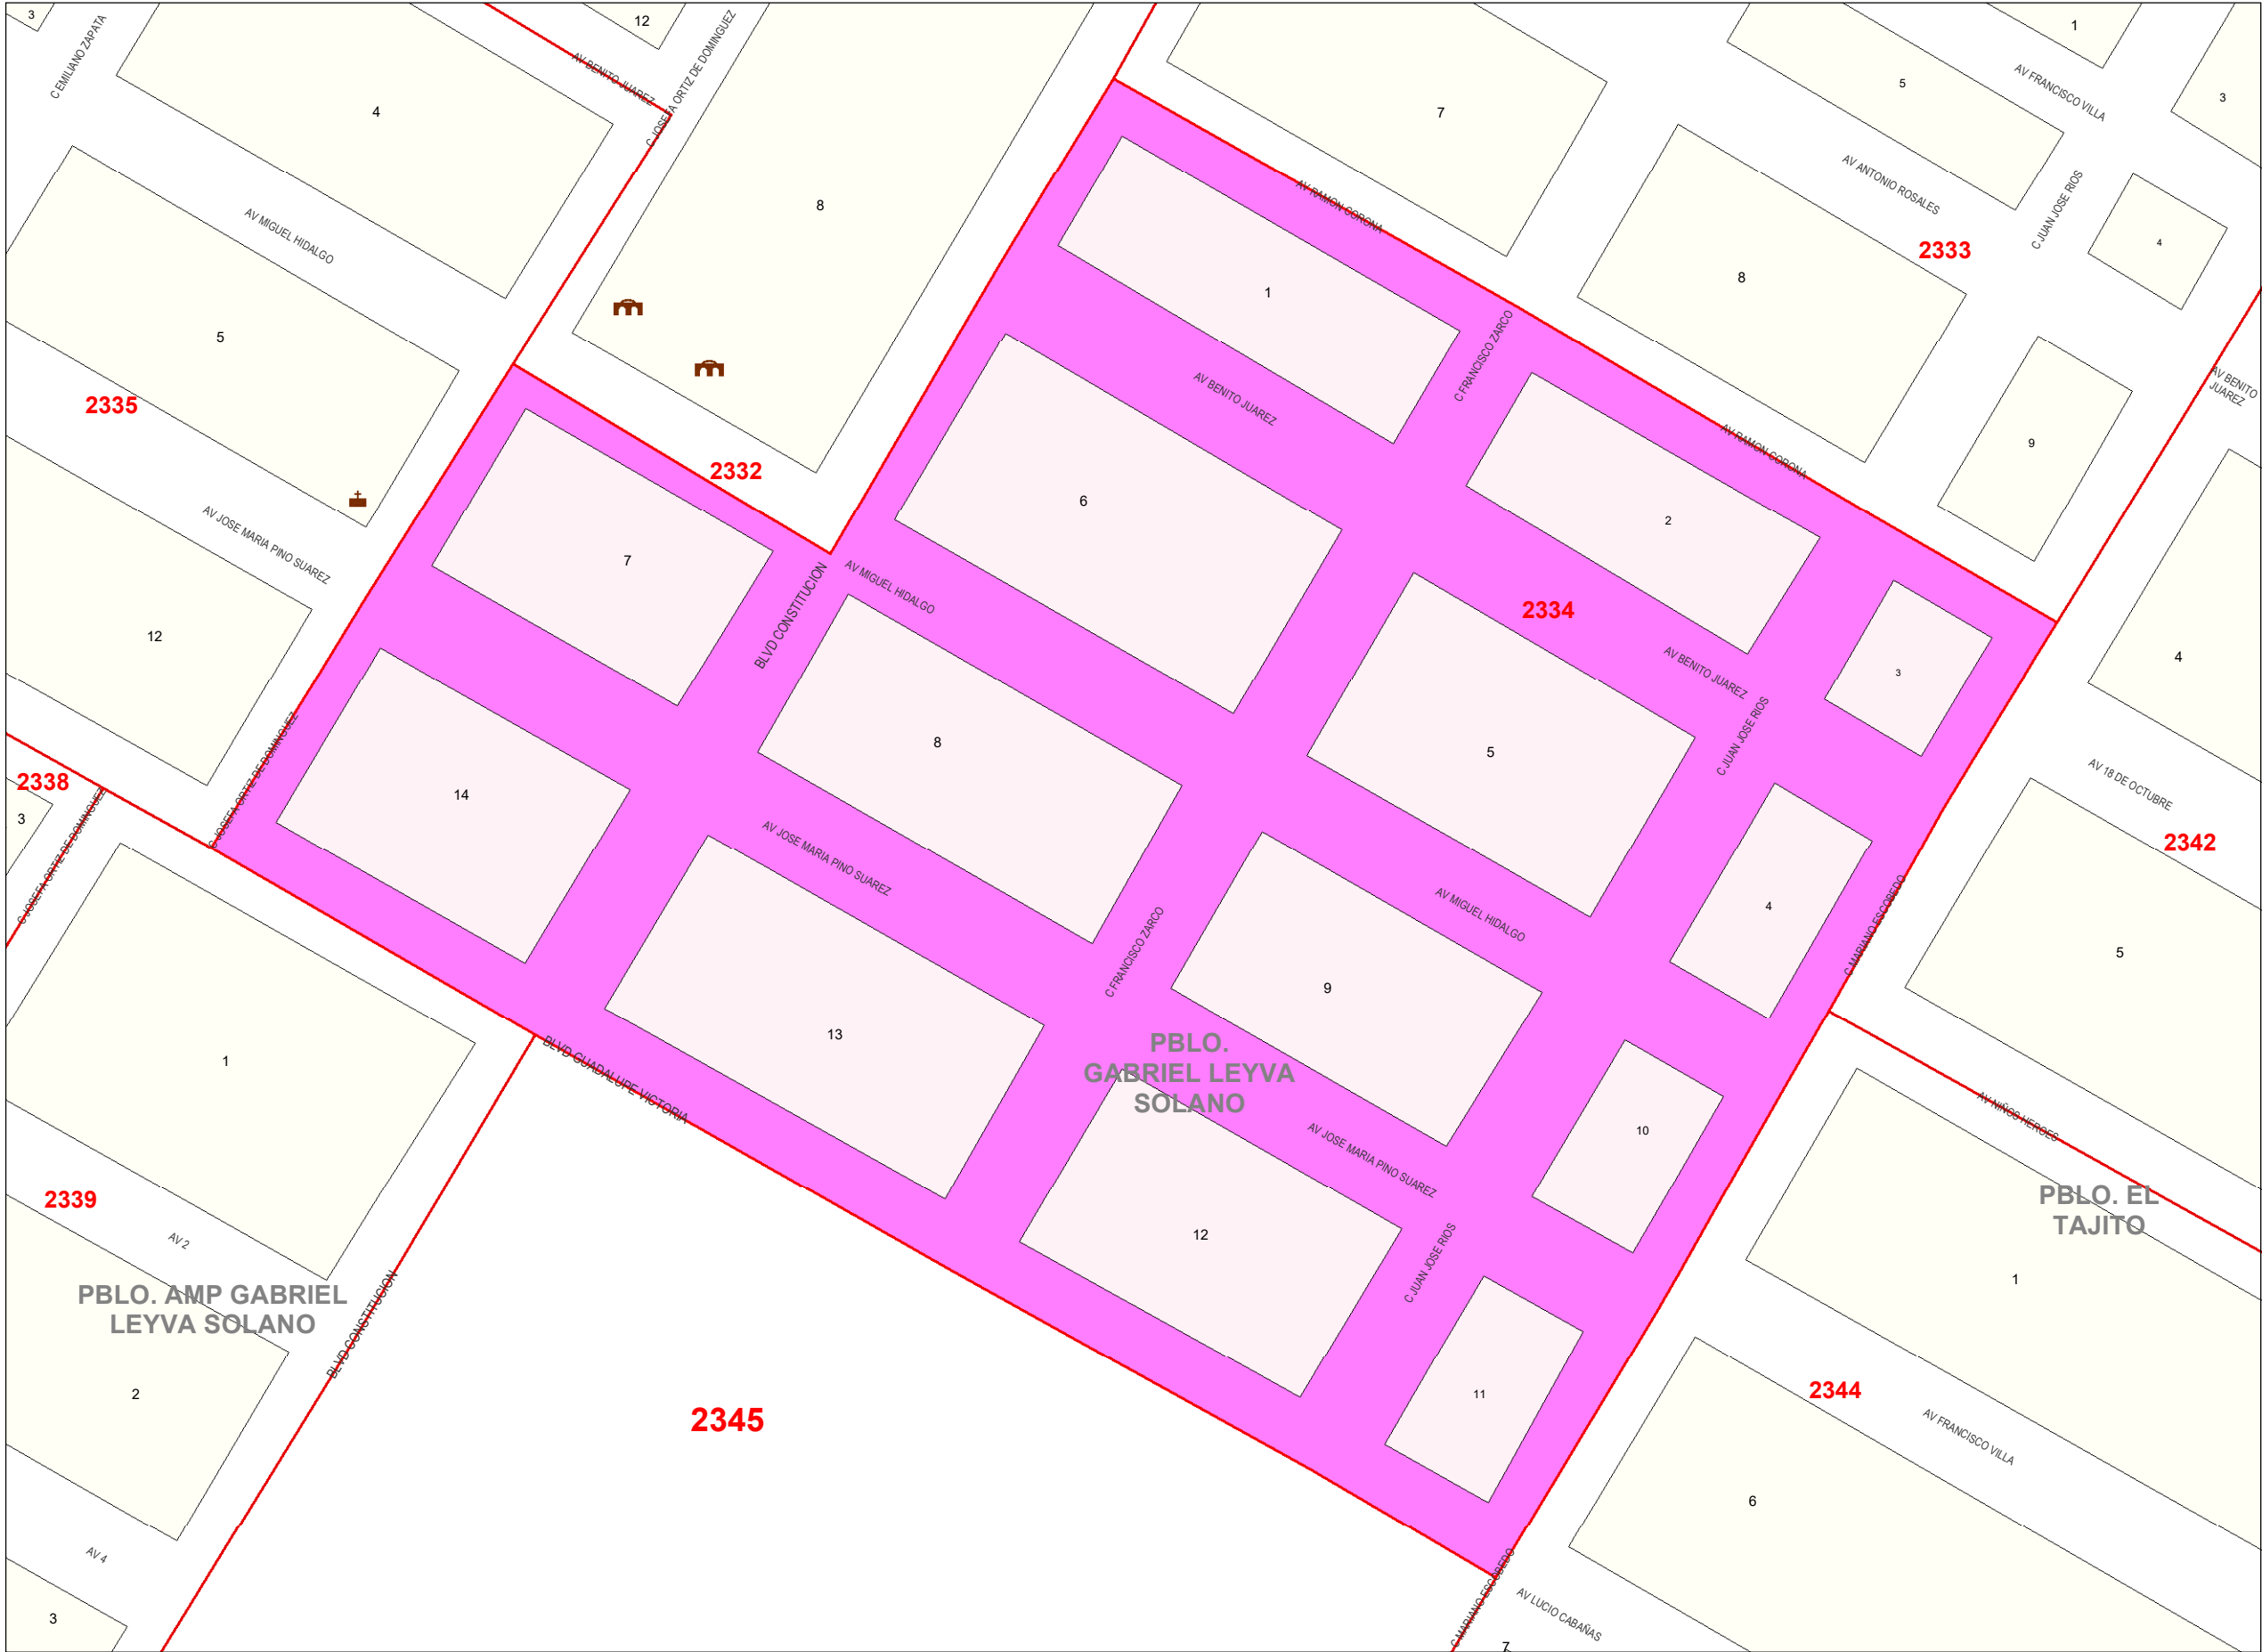 3
C EMILIANO ZAPATA
12
AV BENITO JUAREZ
C JOSEFA ORTIZ DE DOMINGUEZ
4
8
7
1
5
AV FRANCISCO VILLA
3
AV ANTONIO ROSALES
C JUAN JOSE RIOS
4
AV MIGUEL HIDALGO
AV RAMON CORONA
2333
8
1
5
C FRANCISCO ZARCO
AV BENITO JUAREZ
AV BENITO
JUAREZ
2335
AV RAMON CORONA
9
2332
6
2
AV JOSE MARIA PINO SUAREZ
7
AV MIGUEL HIDALGO
BLVD CONSTITUCION
2334
12
AV BENITO JUAREZ
3
4
C JUAN JOSE RIOS
8
5
2338
3
C JOSEFA ORTIZ DE DOMINGUEZ
C JOSEFA ORTIZ DE DOMINGUEZ
14
AV 18 DE OCTUBRE
2342
AV JOSE MARIA PINO SUAREZ
AV MIGUEL HIDALGO
4
C MARIANO ESCOBEDO
5
C FRANCISCO ZARCO
9
13
1
BLVD GUADALUPE VICTORIA
PBLO.
GABRIEL LEYVA
SOLANO
10
AV NIÑOS HEROES
AV JOSE MARIA PINO SUAREZ
2339
PBLO. EL
TAJITO
AV 2
12
C JUAN JOSE RIOS
1
PBLO. AMP GABRIEL
LEYVA SOLANO
BLVD CONSTITUCION
2
11
2344
2345
AV FRANCISCO VILLA
6
AV 4
C MARIANO ESCOBEDO
AV LUCIO CABAÑAS
3
7